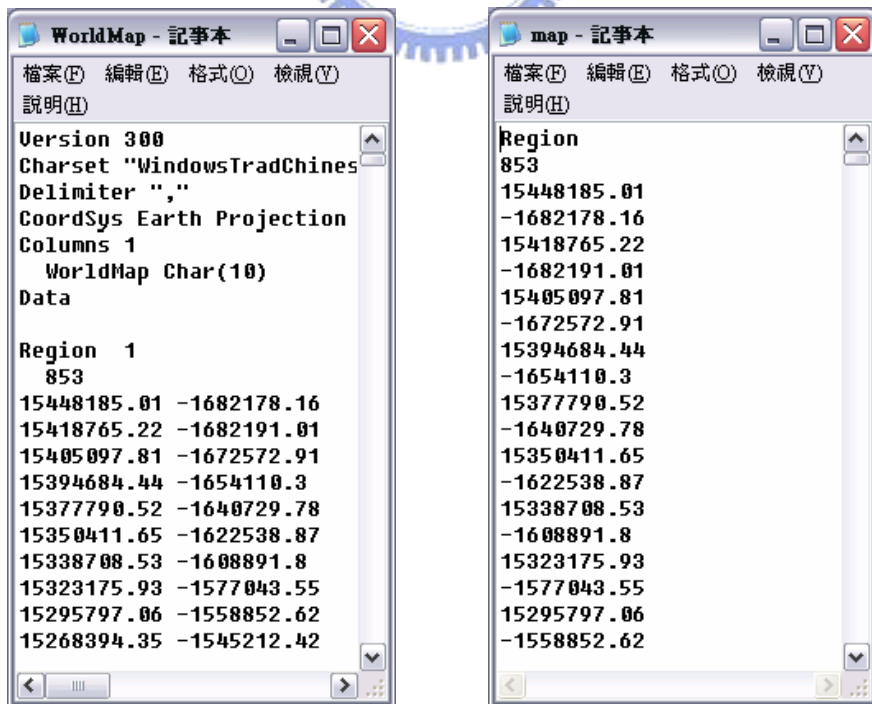 WorldMap - 記事本
檔案(F) 編輯(E) 格式(O) 檢視(V)
說明(H)
Version 300
Charset "WindowsTradChines
Delimiter ","
CoordSys Earth Projection
Columns 1
WorldMap Char(10)
Data
Region 1
853
15448185.01 -1682178.16
15418765.22 -1682191.01
15405097.81 -1672572.91
15394684.44 -1654110.3
15377790.52 -1640729.78
15350411.65 -1622538.87
15338708.53 -1608891.8
15323175.93 -1577043.55
15295797.06 -1558852.62
15268394.35 -1545212.42
map - 記事本
檔案(F) 編輯(E) 格式(O) 檢視(V)
說明(H)
Region
853
15448185.01
-1682178.16
15418765.22
-1682191.01
15405097.81
-1672572.91
15394684.44
-1654110.3
15377790.52
-1640729.78
15350411.65
-1622538.87
15338708.53
-1608891.8
15323175.93
-1577043.55
15295797.06
-1558852.62